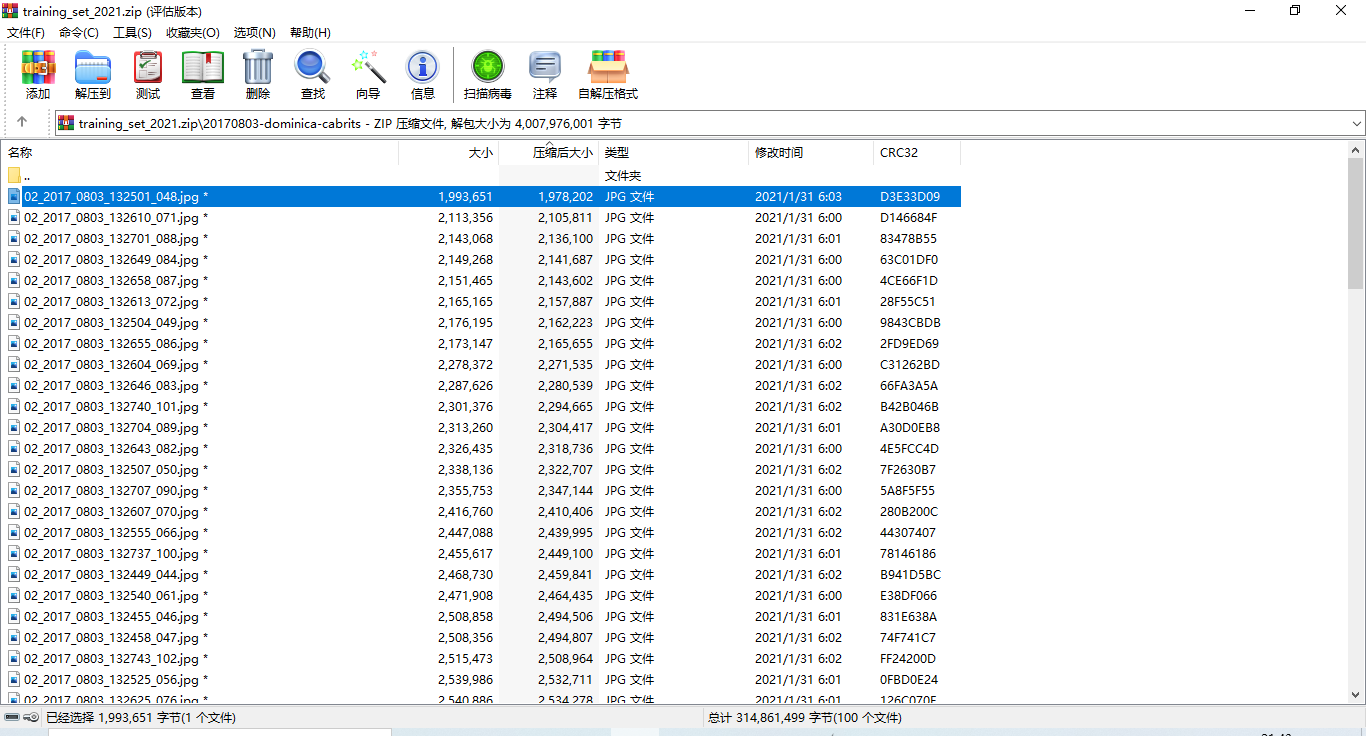 training_set_2021.zip (评估版本)
文件(F) 命令(C) 工具(S) 收藏夹(O) 选项(N) 帮助(H)
添加 解压到 测试 查看 删除 查找 向导 信息 扫描病毒 注释 自解压格式
training_set_2021.zip\20170803-dominica-cabrits - ZIP 压缩文件, 解包大小为 4,007,976,001 字节
名称 大小 压缩后大小 类型 修改时间 CRC32
.. 文件夹
02_2017_0803_132501_048.jpg * 1,993,651 1,978,202 JPG 文件 2021/1/31 6:03 D3E33D09
02_2017_0803_132610_071.jpg * 2,113,356 2,105,811 JPG 文件 2021/1/31 6:00 D146684F
02_2017_0803_132701_088.jpg * 2,143,068 2,136,100 JPG 文件 2021/1/31 6:01 83478B55
02_2017_0803_132649_084.jpg * 2,149,268 2,141,687 JPG 文件 2021/1/31 6:00 63C01DF0
02_2017_0803_132658_087.jpg * 2,151,465 2,143,602 JPG 文件 2021/1/31 6:00 4CE66F1D
02_2017_0803_132613_072.jpg * 2,165,165 2,157,887 JPG 文件 2021/1/31 6:01 28F55C51
02_2017_0803_132504_049.jpg * 2,176,195 2,162,223 JPG 文件 2021/1/31 6:00 9843CBDB
02_2017_0803_132655_086.jpg * 2,173,147 2,165,655 JPG 文件 2021/1/31 6:02 2FD9ED69
02_2017_0803_132604_069.jpg * 2,278,372 2,271,535 JPG 文件 2021/1/31 6:00 C31262BD
02_2017_0803_132646_083.jpg * 2,287,626 2,280,539 JPG 文件 2021/1/31 6:02 66FA3A5A
02_2017_0803_132740_101.jpg * 2,301,376 2,294,665 JPG 文件 2021/1/31 6:02 B42B046B
02_2017_0803_132704_089.jpg * 2,313,260 2,304,417 JPG 文件 2021/1/31 6:01 A30D0EB8
02_2017_0803_132643_082.jpg * 2,326,435 2,318,736 JPG 文件 2021/1/31 6:00 4E5FCC4D
02_2017_0803_132507_050.jpg * 2,338,136 2,322,707 JPG 文件 2021/1/31 6:02 7F2630B7
02_2017_0803_132707_090.jpg * 2,355,753 2,347,144 JPG 文件 2021/1/31 6:00 5A8F5F55
02_2017_0803_132607_070.jpg * 2,416,760 2,410,406 JPG 文件 2021/1/31 6:02 280B200C
02_2017_0803_132555_066.jpg * 2,447,088 2,439,995 JPG 文件 2021/1/31 6:02 44307407
02_2017_0803_132737_100.jpg * 2,455,617 2,449,100 JPG 文件 2021/1/31 6:01 78146186
02_2017_0803_132449_044.jpg * 2,468,730 2,459,841 JPG 文件 2021/1/31 6:02 B941D5BC
02_2017_0803_132540_061.jpg * 2,471,908 2,464,435 JPG 文件 2021/1/31 6:00 E38DF066
02_2017_0803_132455_046.jpg * 2,508,858 2,494,506 JPG 文件 2021/1/31 6:01 831E638A
02_2017_0803_132458_047.jpg * 2,508,356 2,494,807 JPG 文件 2021/1/31 6:02 74F741C7
02_2017_0803_132743_102.jpg * 2,515,473 2,508,964 JPG 文件 2021/1/31 6:02 FF24200D
02_2017_0803_132525_056.jpg * 2,539,986 2,532,711 JPG 文件 2021/1/31 6:01 0FBD0E24
02_2017_0803_132625_076.jpg * 2,540,886 2,534,278 JPG 文件 2021/1/31 6:01 126C070F
已经选择 1,993,651 字节(1 个文件) 总计 314,861,499 字节(100 个文件)